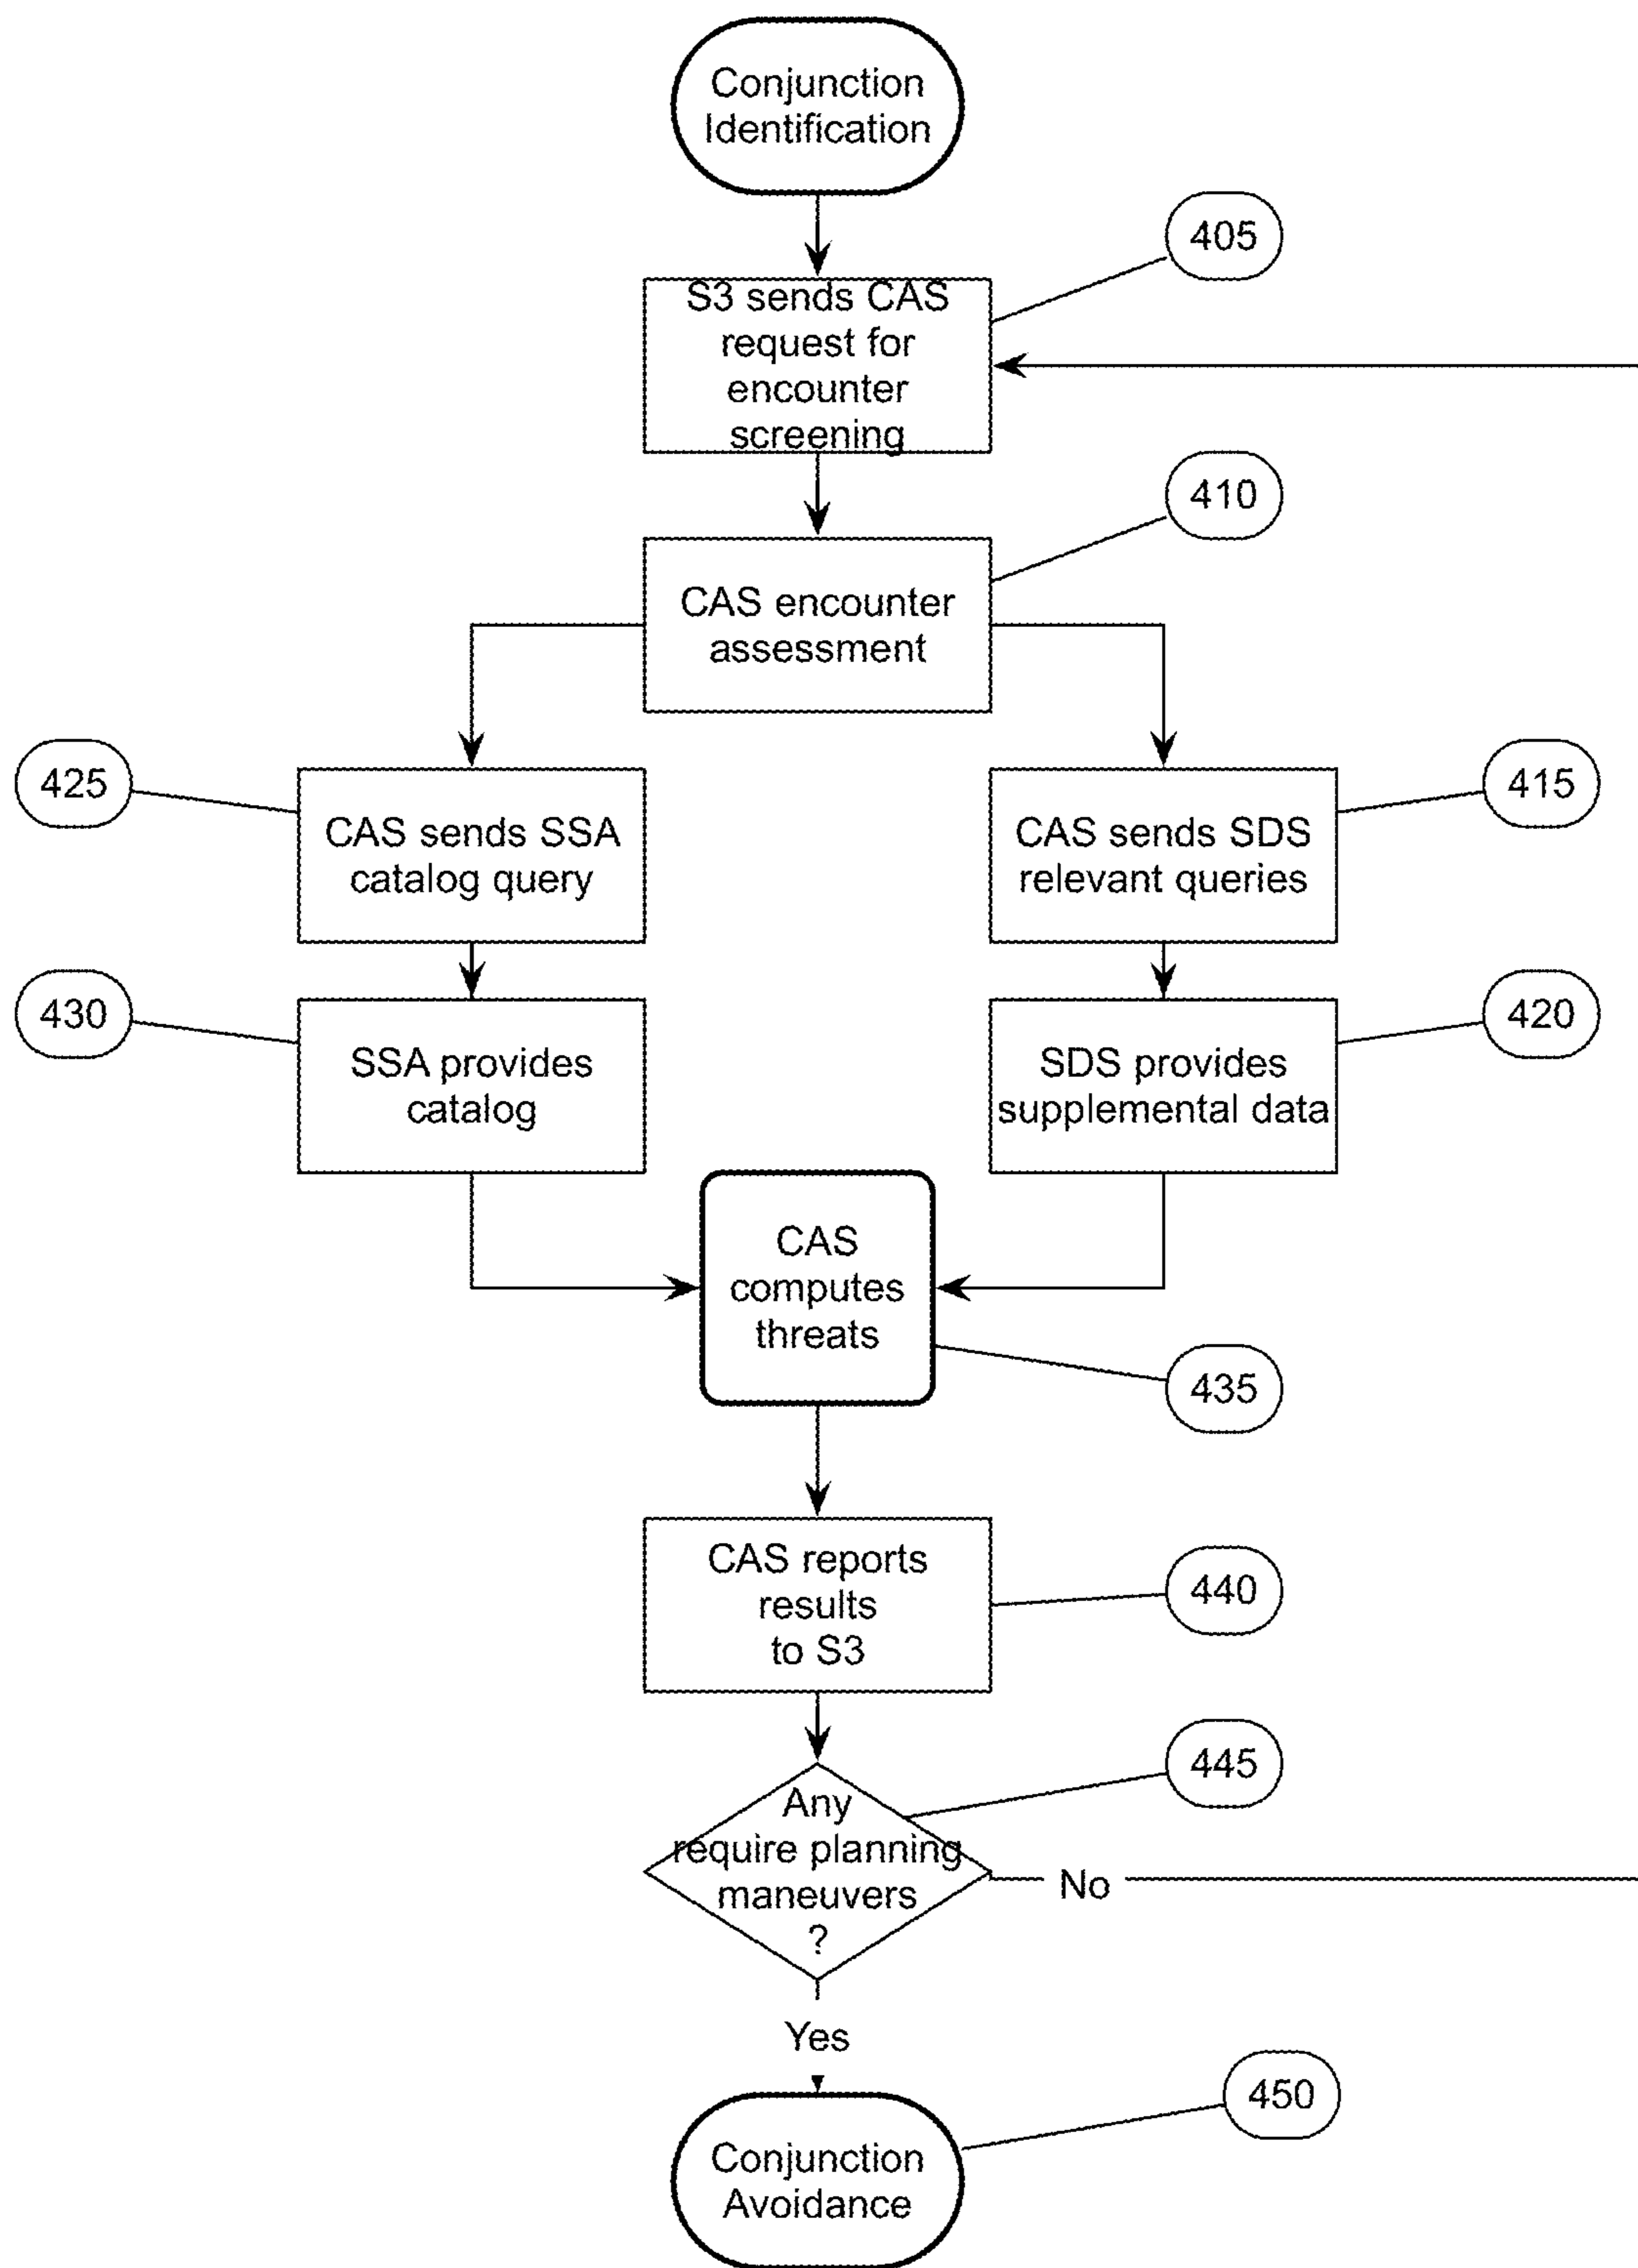 Conjunction
Identification
405
S3 sends CAS
request for
encounter
screening
410
CAS encounter
assessment
425
CAS sends SSA
catalog query
CAS sends SDS
relevant queries
415
430
SSA provides
catalog
SDS provides
supplemental data
420
CAS
computes
threats
435
CAS reports
results
to S3
440
445
Any
require planning
maneuvers
?
No
Yes
450
Conjunction
Avoidance